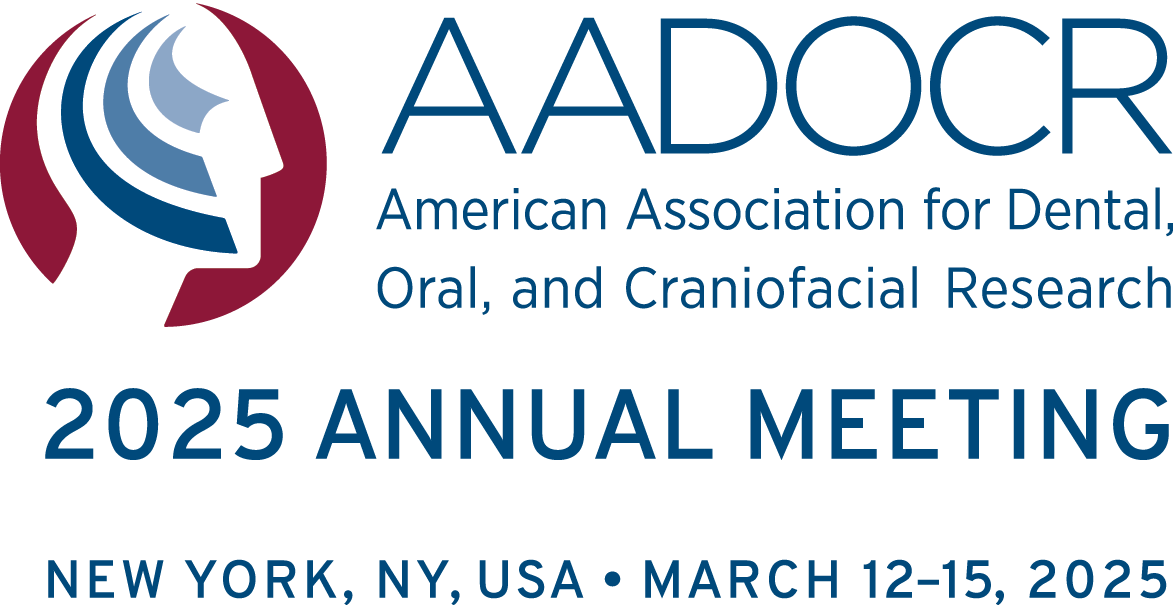 AADOCR
American Association for Dental,
Oral, and Craniofacial Research
2025 ANNUAL MEETING
NEW YORK, NY, USA • MARCH 12–15, 2025